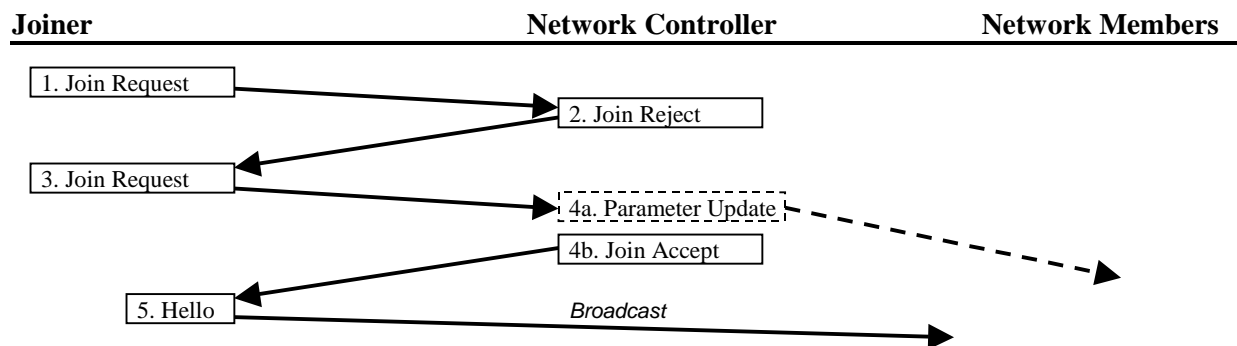 Joiner Network Controller Network Members
1. Join Request
2. Join Reject
3. Join Request
4a. Parameter Update
4b. Join Accept
5. Hello
Broadcast